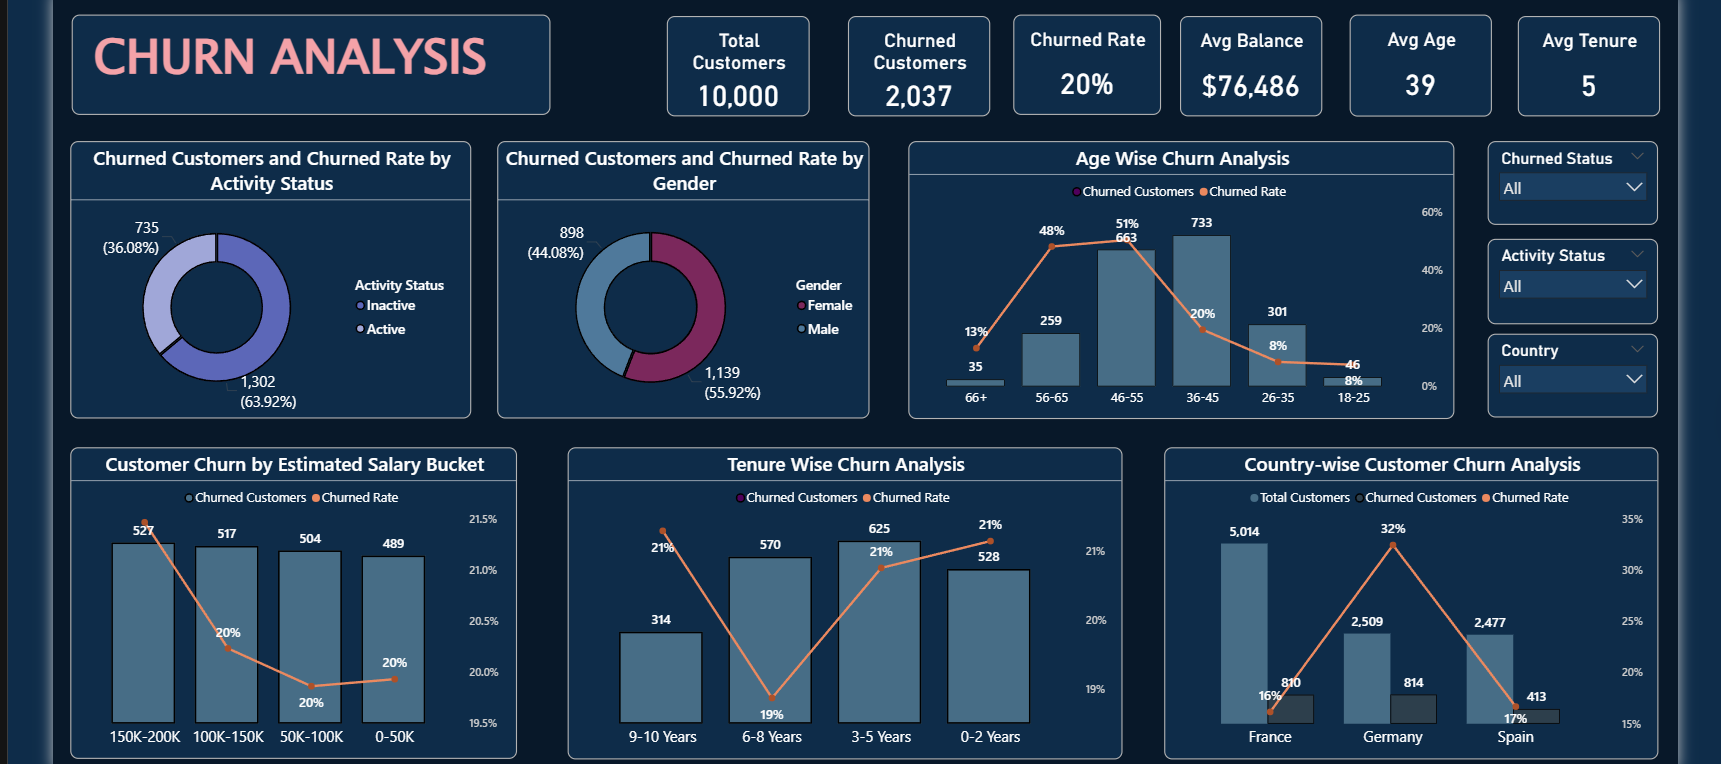 CHURN ANALYSIS
Total
Customers
10,000
Churned
Customers
2,037
Churned Rate
20%
Avg Balance
$76,486
Avg Age
39
Avg Tenure
5
Churned Customers and Churned Rate by
Activity Status
735
(36.08%)
1,302
(63.92%)
Activity Status
Inactive
Active
Churned Customers and Churned Rate by
Gender
898
(44.08%)
1,139
(55.92%)
Gender
Female
Male
Age Wise Churn Analysis
Churned Customers Churned Rate
60%
40%
20%
0%
13%
48%
51%
20%
8%
8%
35
259
663
733
301
46
66+ 56-65 46-55 36-45 26-35 18-25
Churned Status
All
Activity Status
All
Country
All
Customer Churn by Estimated Salary Bucket
Churned Customers Churned Rate
527 517 504 489
20%
20%
20%
21.5%
21.0%
20.5%
20.0%
19.5%
150K-200K 100K-150K 50K-100K 0-50K
Tenure Wise Churn Analysis
Churned Customers Churned Rate
21%
19%
21%
21%
314
570
625
528
21%
20%
19%
9-10 Years 6-8 Years 3-5 Years 0-2 Years
Country-wise Customer Churn Analysis
Total Customers Churned Customers Churned Rate
5,014
2,509
2,477
810
814
413
16%
32%
17%
35%
30%
25%
20%
15%
France Germany Spain